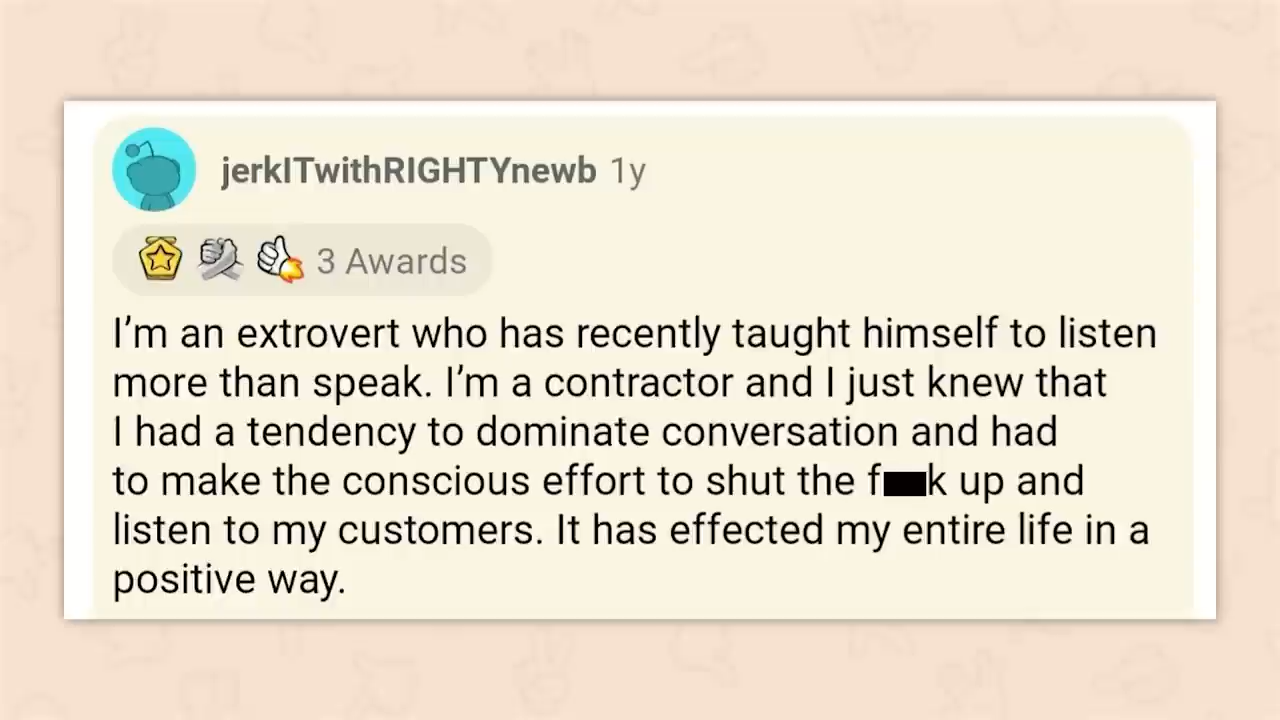 jerkITwithRIGHTYnewb 1y
3 Awards
I’m an extrovert who has recently taught himself to listen
more than speak. I’m a contractor and I just knew that
I had a tendency to dominate conversation and had
to make the conscious effort to shut the f██k up and
listen to my customers. It has effected my entire life in a
positive way.